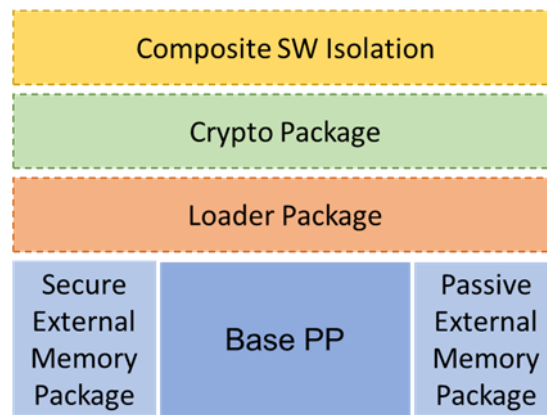 Composite SW Isolation
Crypto Package
Loader Package
Secure
External
Memory
Package
Base PP
Passive
External
Memory
Package